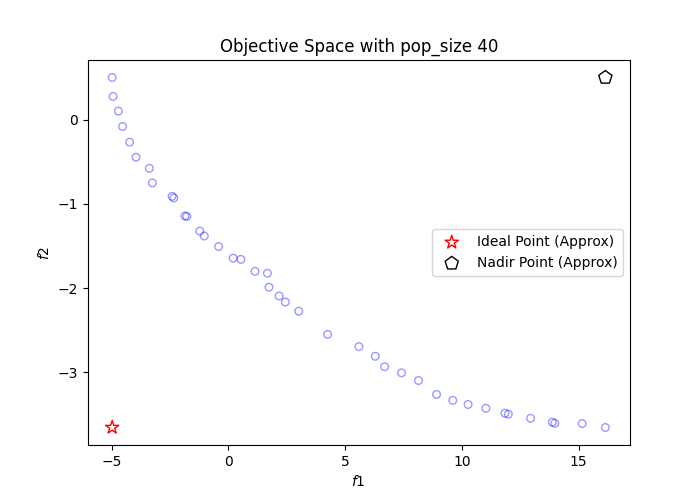 Objective Space with pop_size 40
0
−1
−2
−3
f2
Ideal Point (Approx)
Nadir Point (Approx)
−5
0
5
10
15
f1